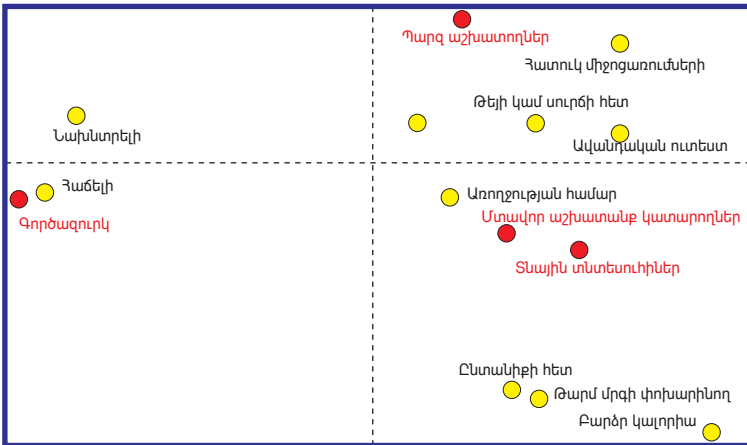 Պարզ աշխատողներ
Հատուկ միջոցառումների
Թեյի կամ սուրճի հետ
Նախնտրելի
Ավանդական ուտեստ
Հաճելի
Առողջության համար
Մտավոր աշխատանք կատարողներ
Գործազուրկ
Տնային տնտեսուհիներ
Ընտանիքի հետ
Թարմ մրգի փոխարինող
Բարձր կալորիա